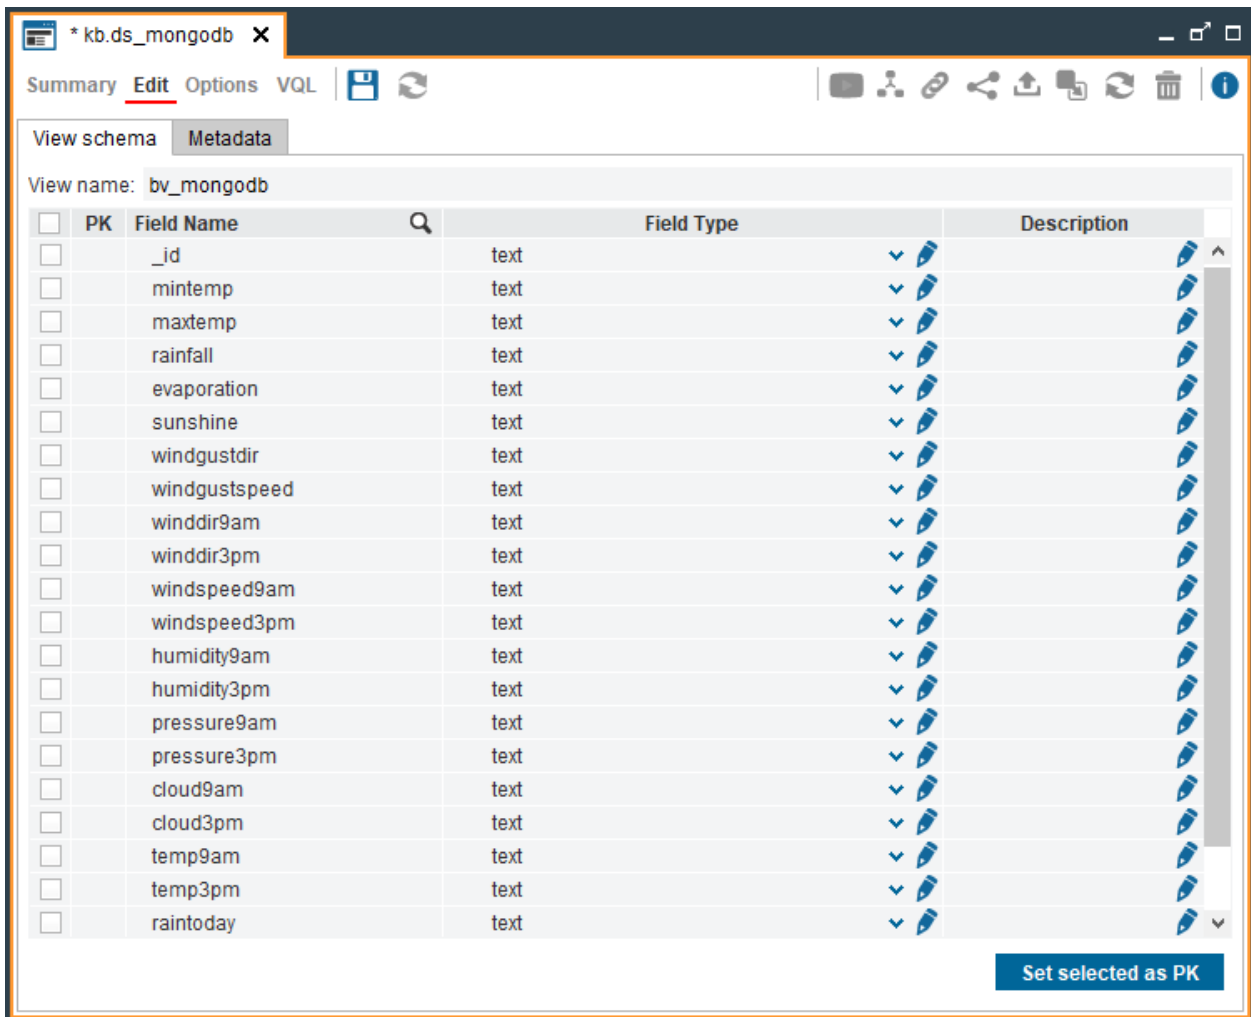 * kb.ds_mongodb
Summary Edit Options VQL
View schema Metadata
View name: bv_mongodb
PK Field Name Field Type Description
_id text
mintemp text
maxtemp text
rainfall text
evaporation text
sunshine text
windgustdir text
windgustspeed text
winddir9am text
winddir3pm text
windspeed9am text
windspeed3pm text
humidity9am text
humidity3pm text
pressure9am text
pressure3pm text
cloud9am text
cloud3pm text
temp9am text
temp3pm text
raintoday text
Set selected as PK